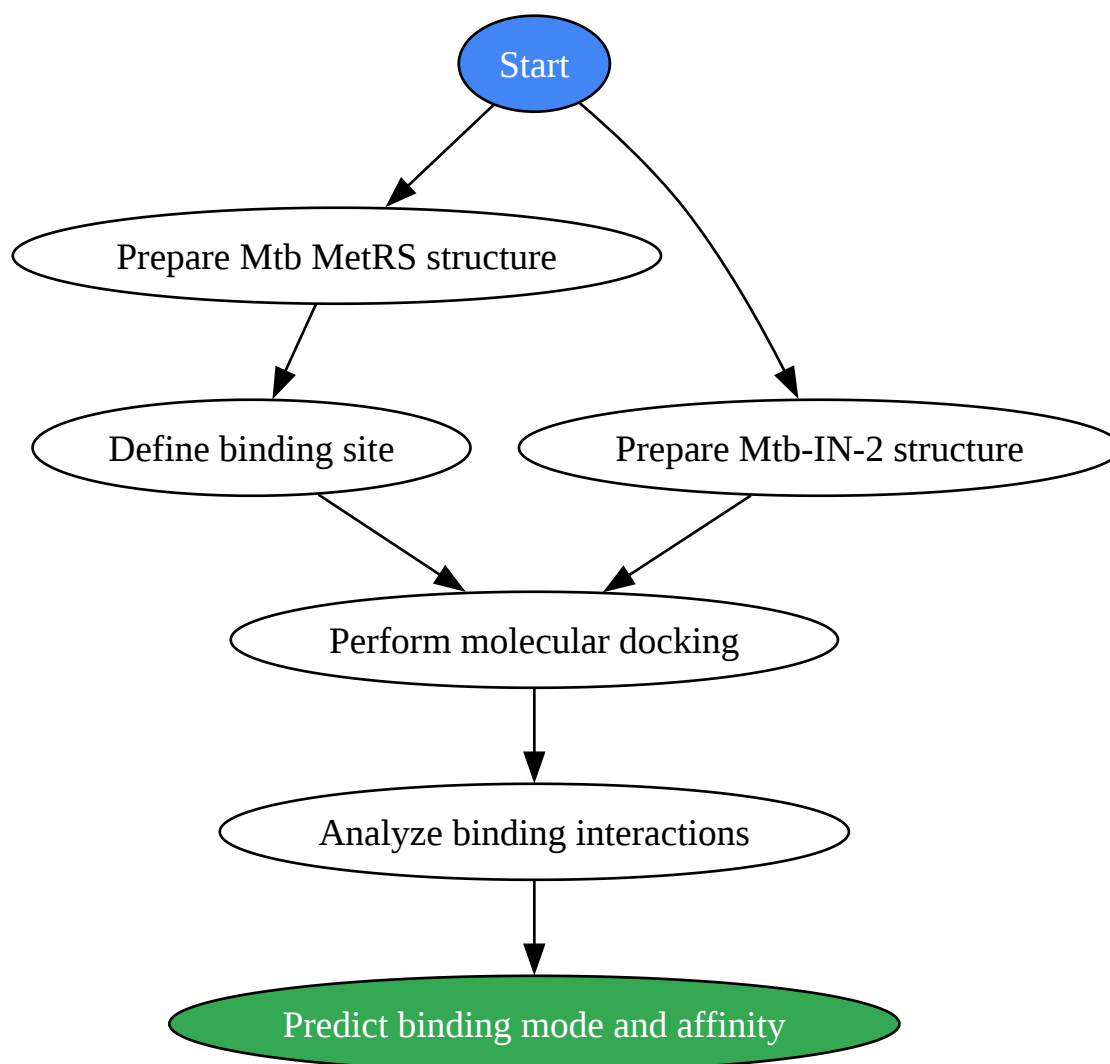 Start
Prepare Mtb MetRS structure
Define binding site
Prepare Mtb-IN-2 structure
Perform molecular docking
Analyze binding interactions
Predict binding mode and affinity